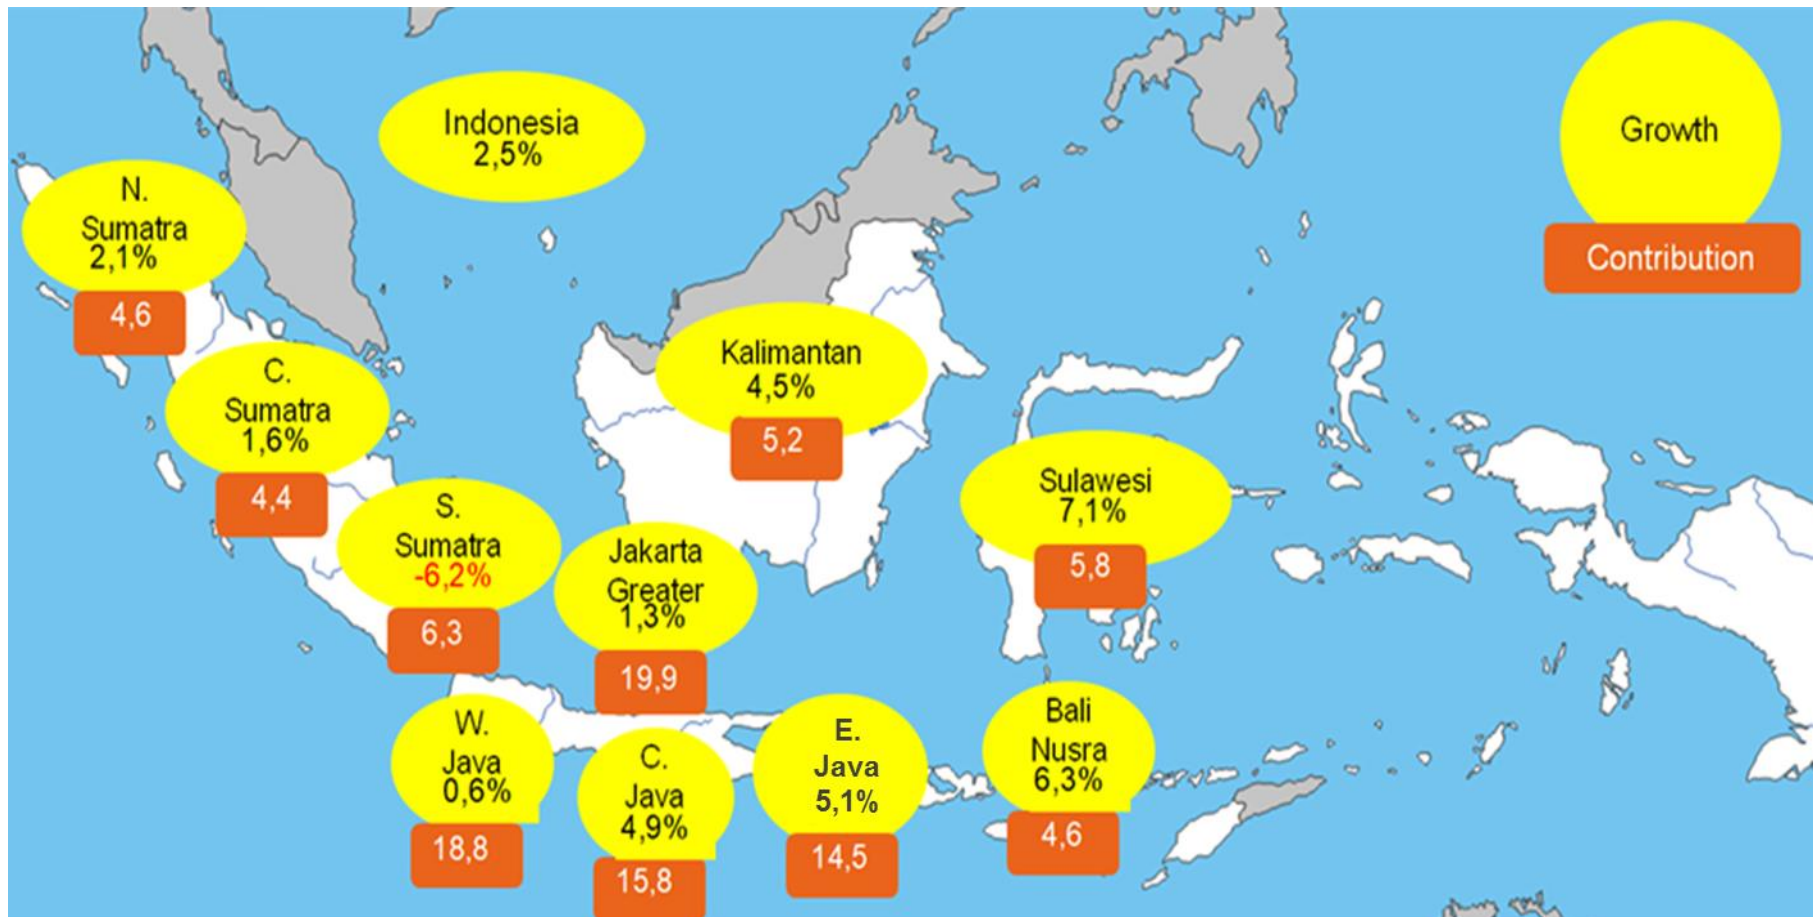 Indonesia
2,5%
Growth
Contribution
N.
Sumatra
2,1%
4,6
C.
Sumatra
1,6%
4,4
Kalimantan
4,5%
5,2
Sulawesi
7,1%
5,8
S.
Sumatra
-6,2%
6,3
Jakarta
Greater
1,3%
19,9
W.
Java
0,6%
18,8
C.
Java
4,9%
15,8
E.
Java
5,1%
14,5
Bali
Nusra
6,3%
4,6